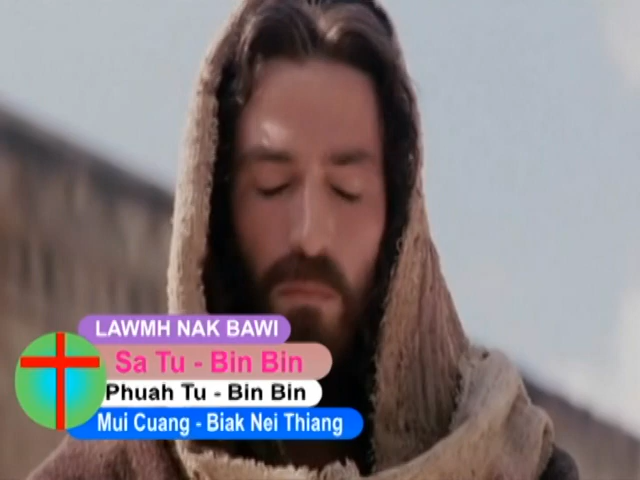 LAWMH NAK BAWI
Sa Tu - Bin Bin
Phuah Tu - Bin Bin
Mui Cuang - Biak Nei Thiang